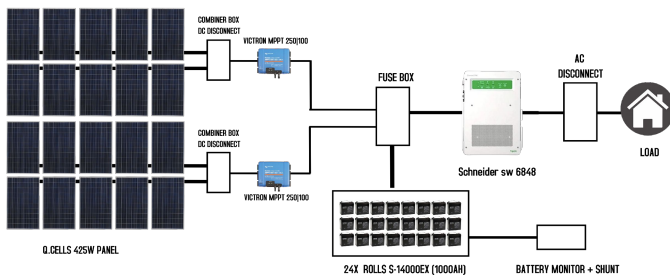 COMBINER BOX
DC DISCONNECT
VICTRON MPPT 250|100
FUSE BOX
AC
DISCONNECT
Schneider sw 6848
LOAD
COMBINER BOX
DC DISCONNECT
VICTRON MPPT 250|100
Q.CELLS 425W PANEL
24X ROLLS S-14000EX (1000AH)
BATTERY MONITOR + SHUNT